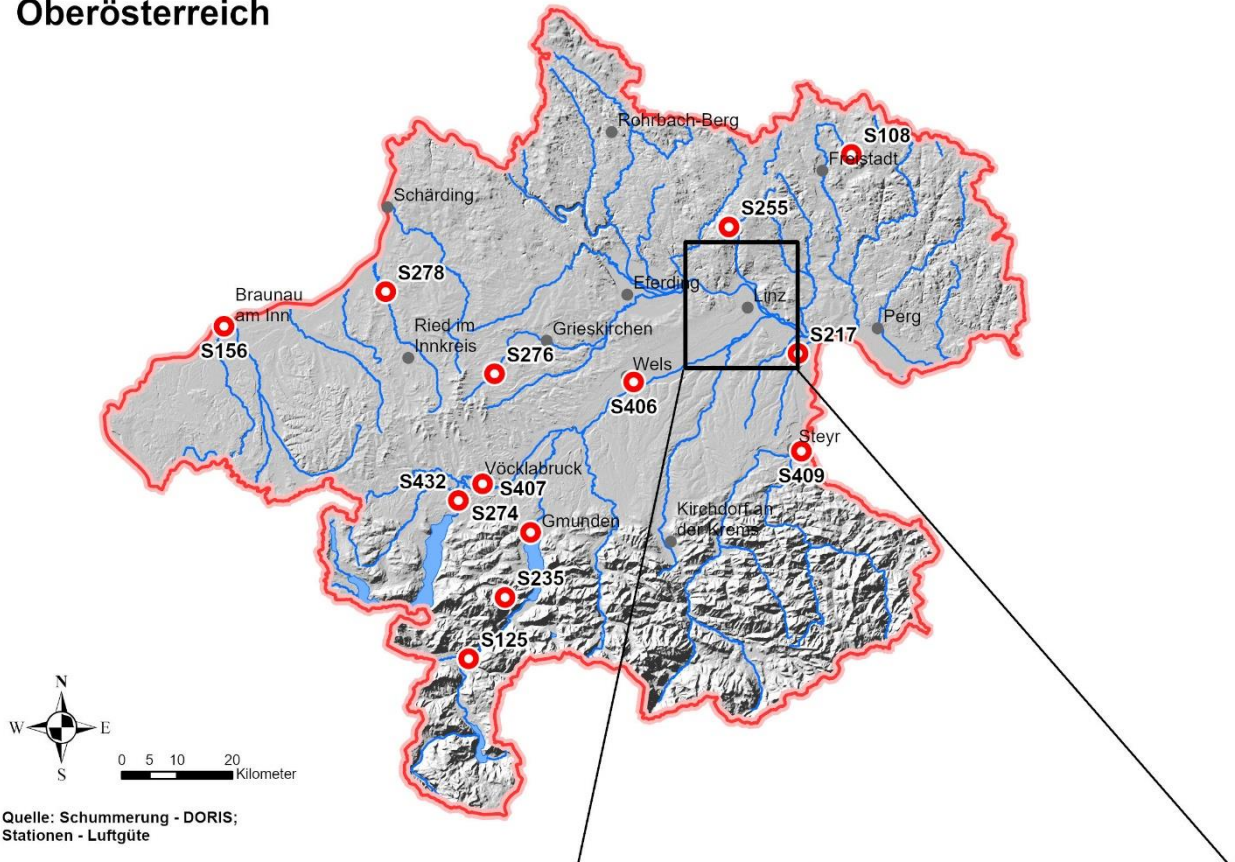 Oberösterreich
Rohrbach-Berg
S108
Freistadt
Schärding
S255
S278
Eferding
Braunau
am Inn
Linz
Ried im
Innkreis
Grieskirchen
Perg
S217
S156
S276
Wels
S406
Steyr
S409
Vöcklabruck
S432
S407
S274
Gmunden
Kirchdorf an
der Krems
S235
S125
N
W
E
S
0 5 10 20
Kilometer
Quelle: Schummerung - DORIS;
Stationen - Luftgüte